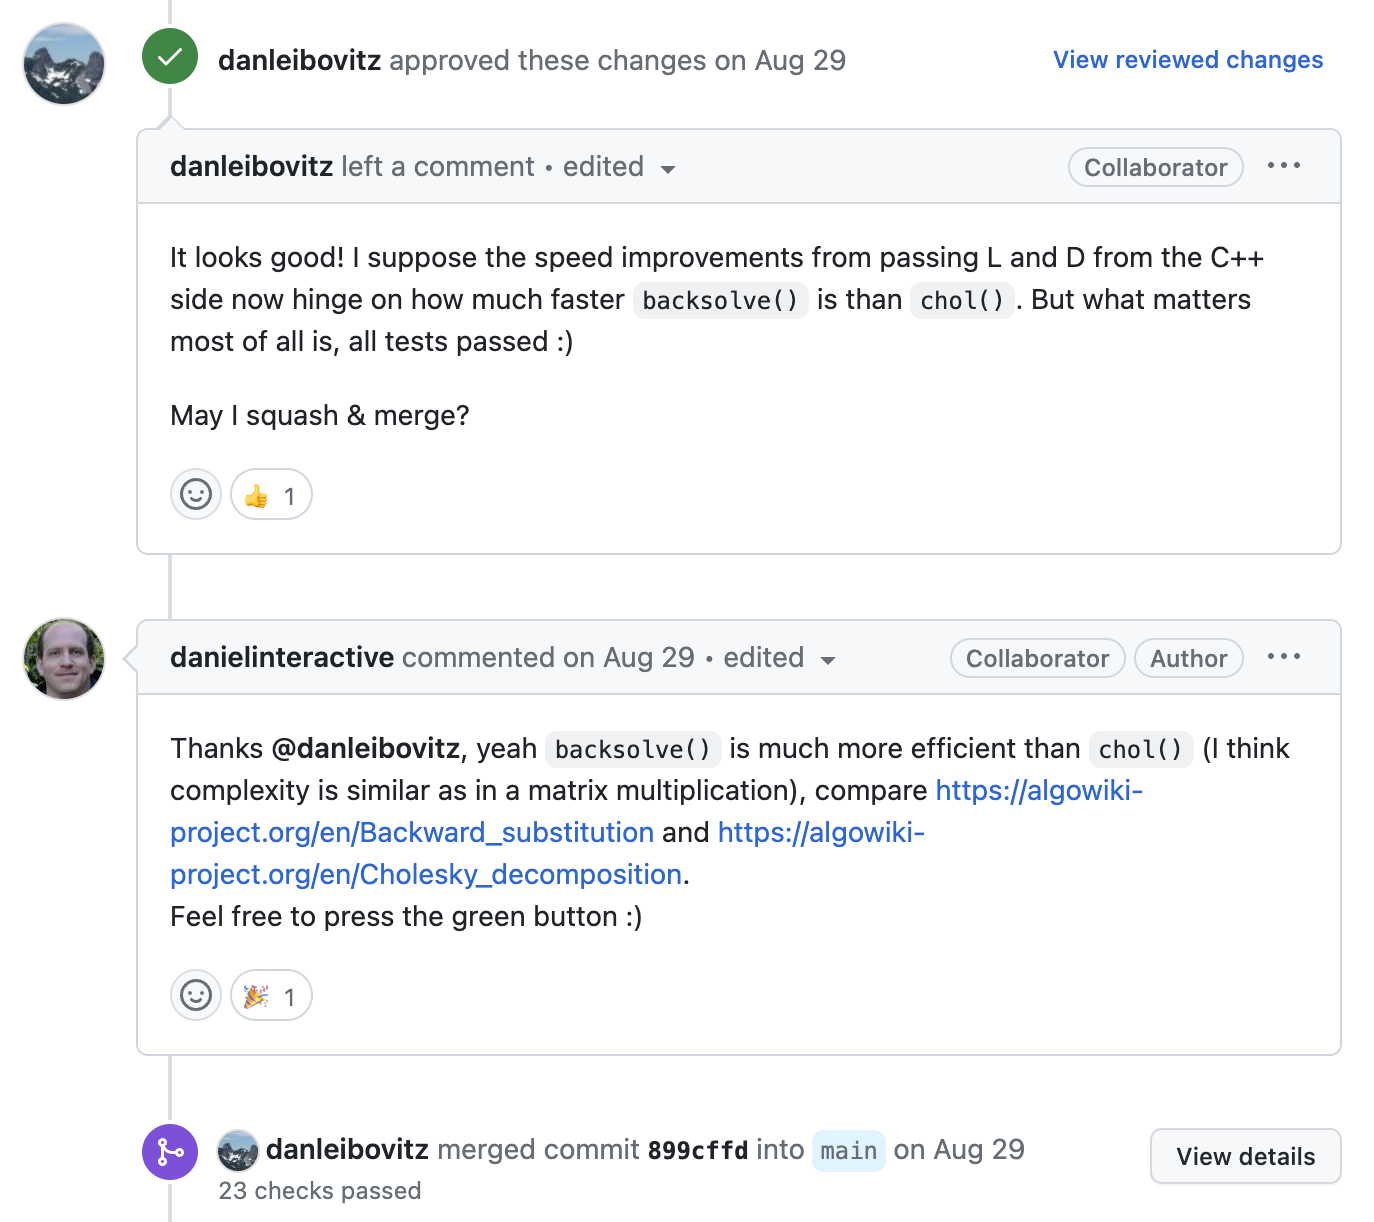 danleibovitz approved these changes on Aug 29
View reviewed changes
danleibovitz left a comment • edited
Collaborator
It looks good! I suppose the speed improvements from passing L and D from the C++
side now hinge on how much faster backsolve() is than chol(). But what matters
most of all is, all tests passed :)
May I squash & merge?
👍 1
danielinteractive commented on Aug 29 • edited
Collaborator
Author
Thanks @danleibovitz, yeah backsolve() is much more efficient than chol() (I think
complexity is similar as in a matrix multiplication), compare https://algowiki-
project.org/en/Backward_substitution and https://algowiki-
project.org/en/Cholesky_decomposition.
Feel free to press the green button :)
🎉 1
danleibovitz merged commit 899cffd into main on Aug 29
View details
23 checks passed